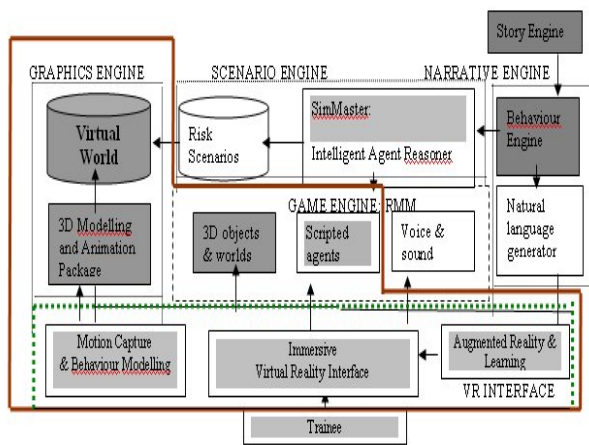 Story Engine
GRAPHICS ENGINE
SCENARIO ENGINE
NARRATIVE ENGINE
Virtual
World
Risk
Scenarios
SimMaster:
Intelligent Agent Reasoner
Behaviour
Engine
GAME ENGINE: RMM
3D Modelling
and Animation
Package
3D objects
& worlds
Scripted
agents
Voice &
sound
Natural
language
generator
Motion Capture
& Behaviour Modelling
Immersive
Virtual Reality Interface
Augmented Reality &
Learning
VR INTERFACE
Trainee